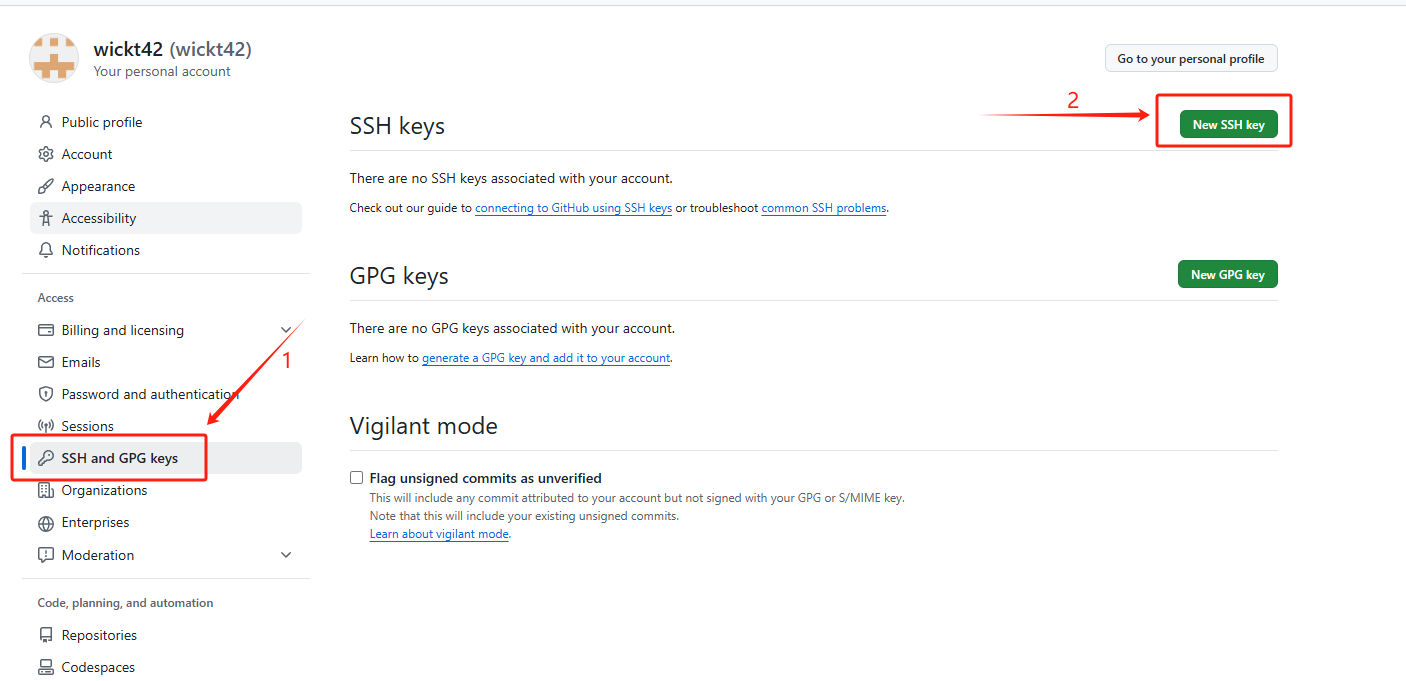 wickt42 (wickt42)
Your personal account
Go to your personal profile
Public profile
Account
Appearance
Accessibility
Notifications
Access
Billing and licensing
Emails
Password and authentication
Sessions
SSH and GPG keys
Organizations
Enterprises
Moderation
Code, planning, and automation
Repositories
Codespaces
1
SSH keys
2
New SSH key
There are no SSH keys associated with your account.
Check out our guide to connecting to GitHub using SSH keys or troubleshoot common SSH problems.
GPG keys
New GPG key
There are no GPG keys associated with your account.
Learn how to generate a GPG key and add it to your account.
Vigilant mode
Flag unsigned commits as unverified
This will include any commit attributed to your account but not signed with your GPG or S/MIME key.
Note that this will include your existing unsigned commits.
Learn about vigilant mode.